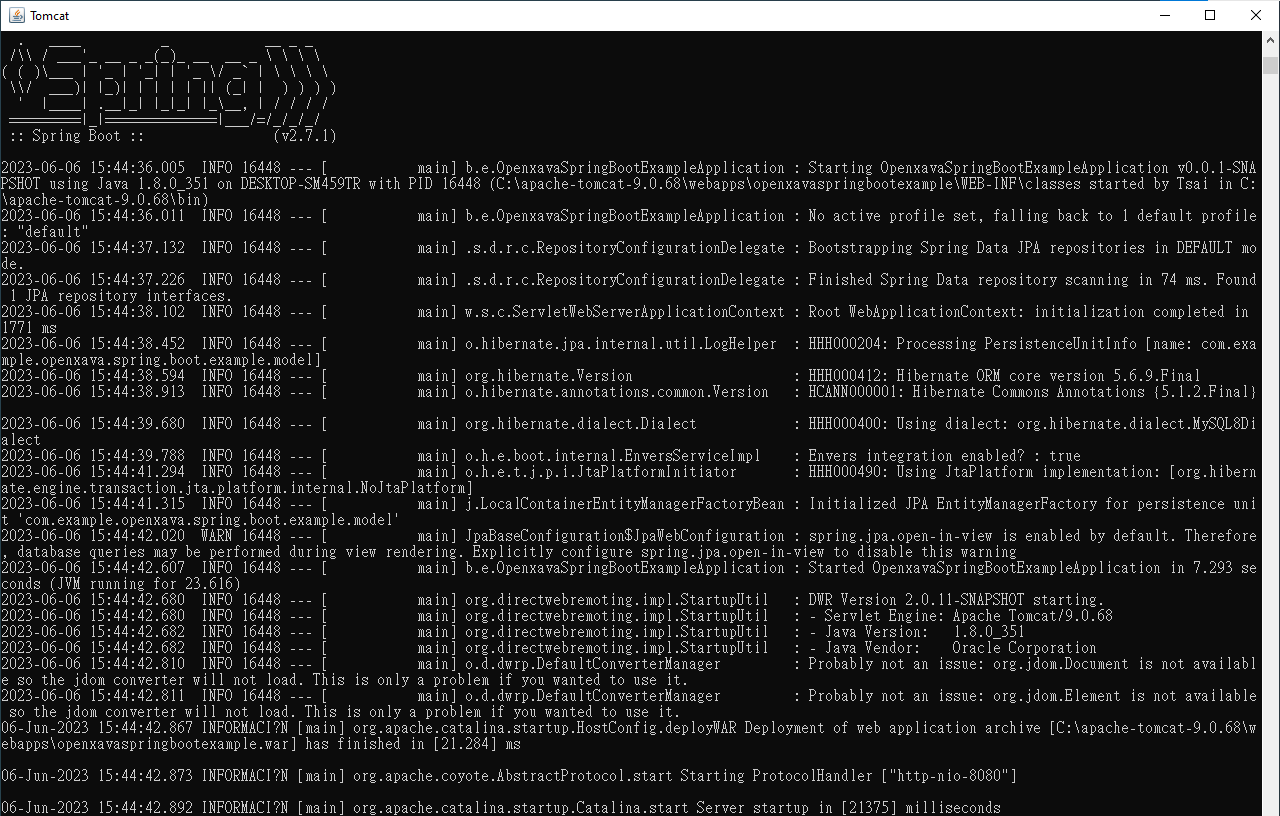 Tomcat
  .   ____          _            __ _ _
 /\\ / ___'_ __ _ _(_)_ __  __ _ \ \ \ \
( ( )\___ | '_ | '_| | '_ \/ _` | \ \ \ \
 \\/  ___)| |_)| | | | | || (_| |  ) ) ) )
  '  |____| .__|_| |_|_| |_\__, | / / / /
 =========|_|==============|___/=/_/_/_/
 :: Spring Boot ::                (v2.7.1)
2023-06-06 15:44:36.005  INFO 16448 --- [           main] b.e.OpenxavaSpringBootExampleApplication : Starting OpenxavaSpringBootExampleApplication v0.0.1-SNA
PSHOT using Java 1.8.0_351 on DESKTOP-SM459TR with PID 16448 (C:\apache-tomcat-9.0.68\webapps\openxavaspringbootexample\WEB-INF\classes started by Tsai in C:
\apache-tomcat-9.0.68\bin)
2023-06-06 15:44:36.011  INFO 16448 --- [           main] b.e.OpenxavaSpringBootExampleApplication : No active profile set, falling back to 1 default profile
: "default"
2023-06-06 15:44:37.132  INFO 16448 --- [           main] .s.d.r.c.RepositoryConfigurationDelegate : Bootstrapping Spring Data JPA repositories in DEFAULT mo
de.
2023-06-06 15:44:37.226  INFO 16448 --- [           main] .s.d.r.c.RepositoryConfigurationDelegate : Finished Spring Data repository scanning in 74 ms. Found
 1 JPA repository interfaces.
2023-06-06 15:44:38.102  INFO 16448 --- [           main] w.s.c.ServletWebServerApplicationContext : Root WebApplicationContext: initialization completed in
1771 ms
2023-06-06 15:44:38.452  INFO 16448 --- [           main] o.hibernate.jpa.internal.util.LogHelper  : HHH000204: Processing PersistenceUnitInfo [name: com.exa
mple.openxava.spring.boot.example.model]
2023-06-06 15:44:38.594  INFO 16448 --- [           main] org.hibernate.Version                    : HHH000412: Hibernate ORM core version 5.6.9.Final
2023-06-06 15:44:38.913  INFO 16448 --- [           main] o.hibernate.annotations.common.Version   : HCANN000001: Hibernate Commons Annotations {5.1.2.Final}
2023-06-06 15:44:39.680  INFO 16448 --- [           main] org.hibernate.dialect.Dialect            : HHH000400: Using dialect: org.hibernate.dialect.MySQL8Di
alect
2023-06-06 15:44:39.788  INFO 16448 --- [           main] o.h.e.boot.internal.EnversServiceImpl    : Envers integration enabled? : true
2023-06-06 15:44:41.294  INFO 16448 --- [           main] o.h.e.t.j.p.i.JtaPlatformInitiator       : HHH000490: Using JtaPlatform implementation: [org.hibern
ate.engine.transaction.jta.platform.internal.NoJtaPlatform]
2023-06-06 15:44:41.315  INFO 16448 --- [           main] j.LocalContainerEntityManagerFactoryBean : Initialized JPA EntityManagerFactory for persistence uni
t 'com.example.openxava.spring.boot.example.model'
2023-06-06 15:44:42.020  WARN 16448 --- [           main] JpaBaseConfiguration$JpaWebConfiguration : spring.jpa.open-in-view is enabled by default. Therefore
, database queries may be performed during view rendering. Explicitly configure spring.jpa.open-in-view to disable this warning
2023-06-06 15:44:42.607  INFO 16448 --- [           main] b.e.OpenxavaSpringBootExampleApplication : Started OpenxavaSpringBootExampleApplication in 7.293 se
conds (JVM running for 23.616)
2023-06-06 15:44:42.680  INFO 16448 --- [           main] org.directwebremoting.impl.StartupUtil   : DWR Version 2.0.11-SNAPSHOT starting.
2023-06-06 15:44:42.680  INFO 16448 --- [           main] org.directwebremoting.impl.StartupUtil   : - Servlet Engine: Apache Tomcat/9.0.68
2023-06-06 15:44:42.682  INFO 16448 --- [           main] org.directwebremoting.impl.StartupUtil   : - Java Version:   1.8.0_351
2023-06-06 15:44:42.682  INFO 16448 --- [           main] org.directwebremoting.impl.StartupUtil   : - Java Vendor:    Oracle Corporation
2023-06-06 15:44:42.810  INFO 16448 --- [           main] o.d.dwrp.DefaultConverterManager         : Probably not an issue: org.jdom.Document is not availabl
e so the jdom converter will not load. This is only a problem if you wanted to use it.
2023-06-06 15:44:42.811  INFO 16448 --- [           main] o.d.dwrp.DefaultConverterManager         : Probably not an issue: org.jdom.Element is not available
 so the jdom converter will not load. This is only a problem if you wanted to use it.
06-Jun-2023 15:44:42.867 INFORMACI?N [main] org.apache.catalina.startup.HostConfig.deployWAR Deployment of web application archive [C:\apache-tomcat-9.0.68\w
ebapps\openxavaspringbootexample.war] has finished in [21.284] ms
06-Jun-2023 15:44:42.873 INFORMACI?N [main] org.apache.coyote.AbstractProtocol.start Starting ProtocolHandler ["http-nio-8080"]
06-Jun-2023 15:44:42.892 INFORMACI?N [main] org.apache.catalina.startup.Catalina.start Server startup in [21375] milliseconds